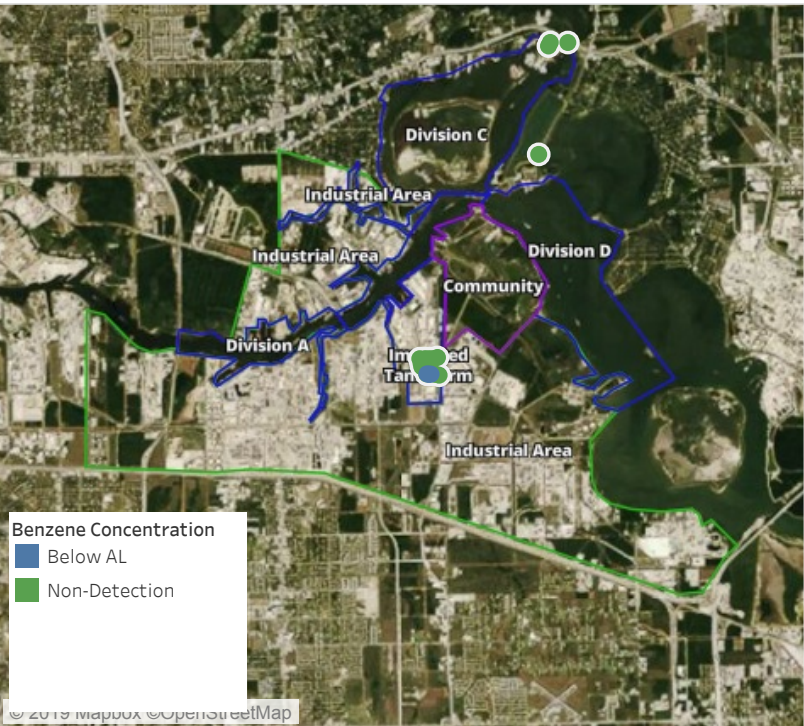 Division C
Industrial Area
Division D
Industrial Area
Community
Division A
Industrial Area
Benzene Concentration
Below AL
Non-Detection
© 2019 Mapbox ©OpenStreetMap